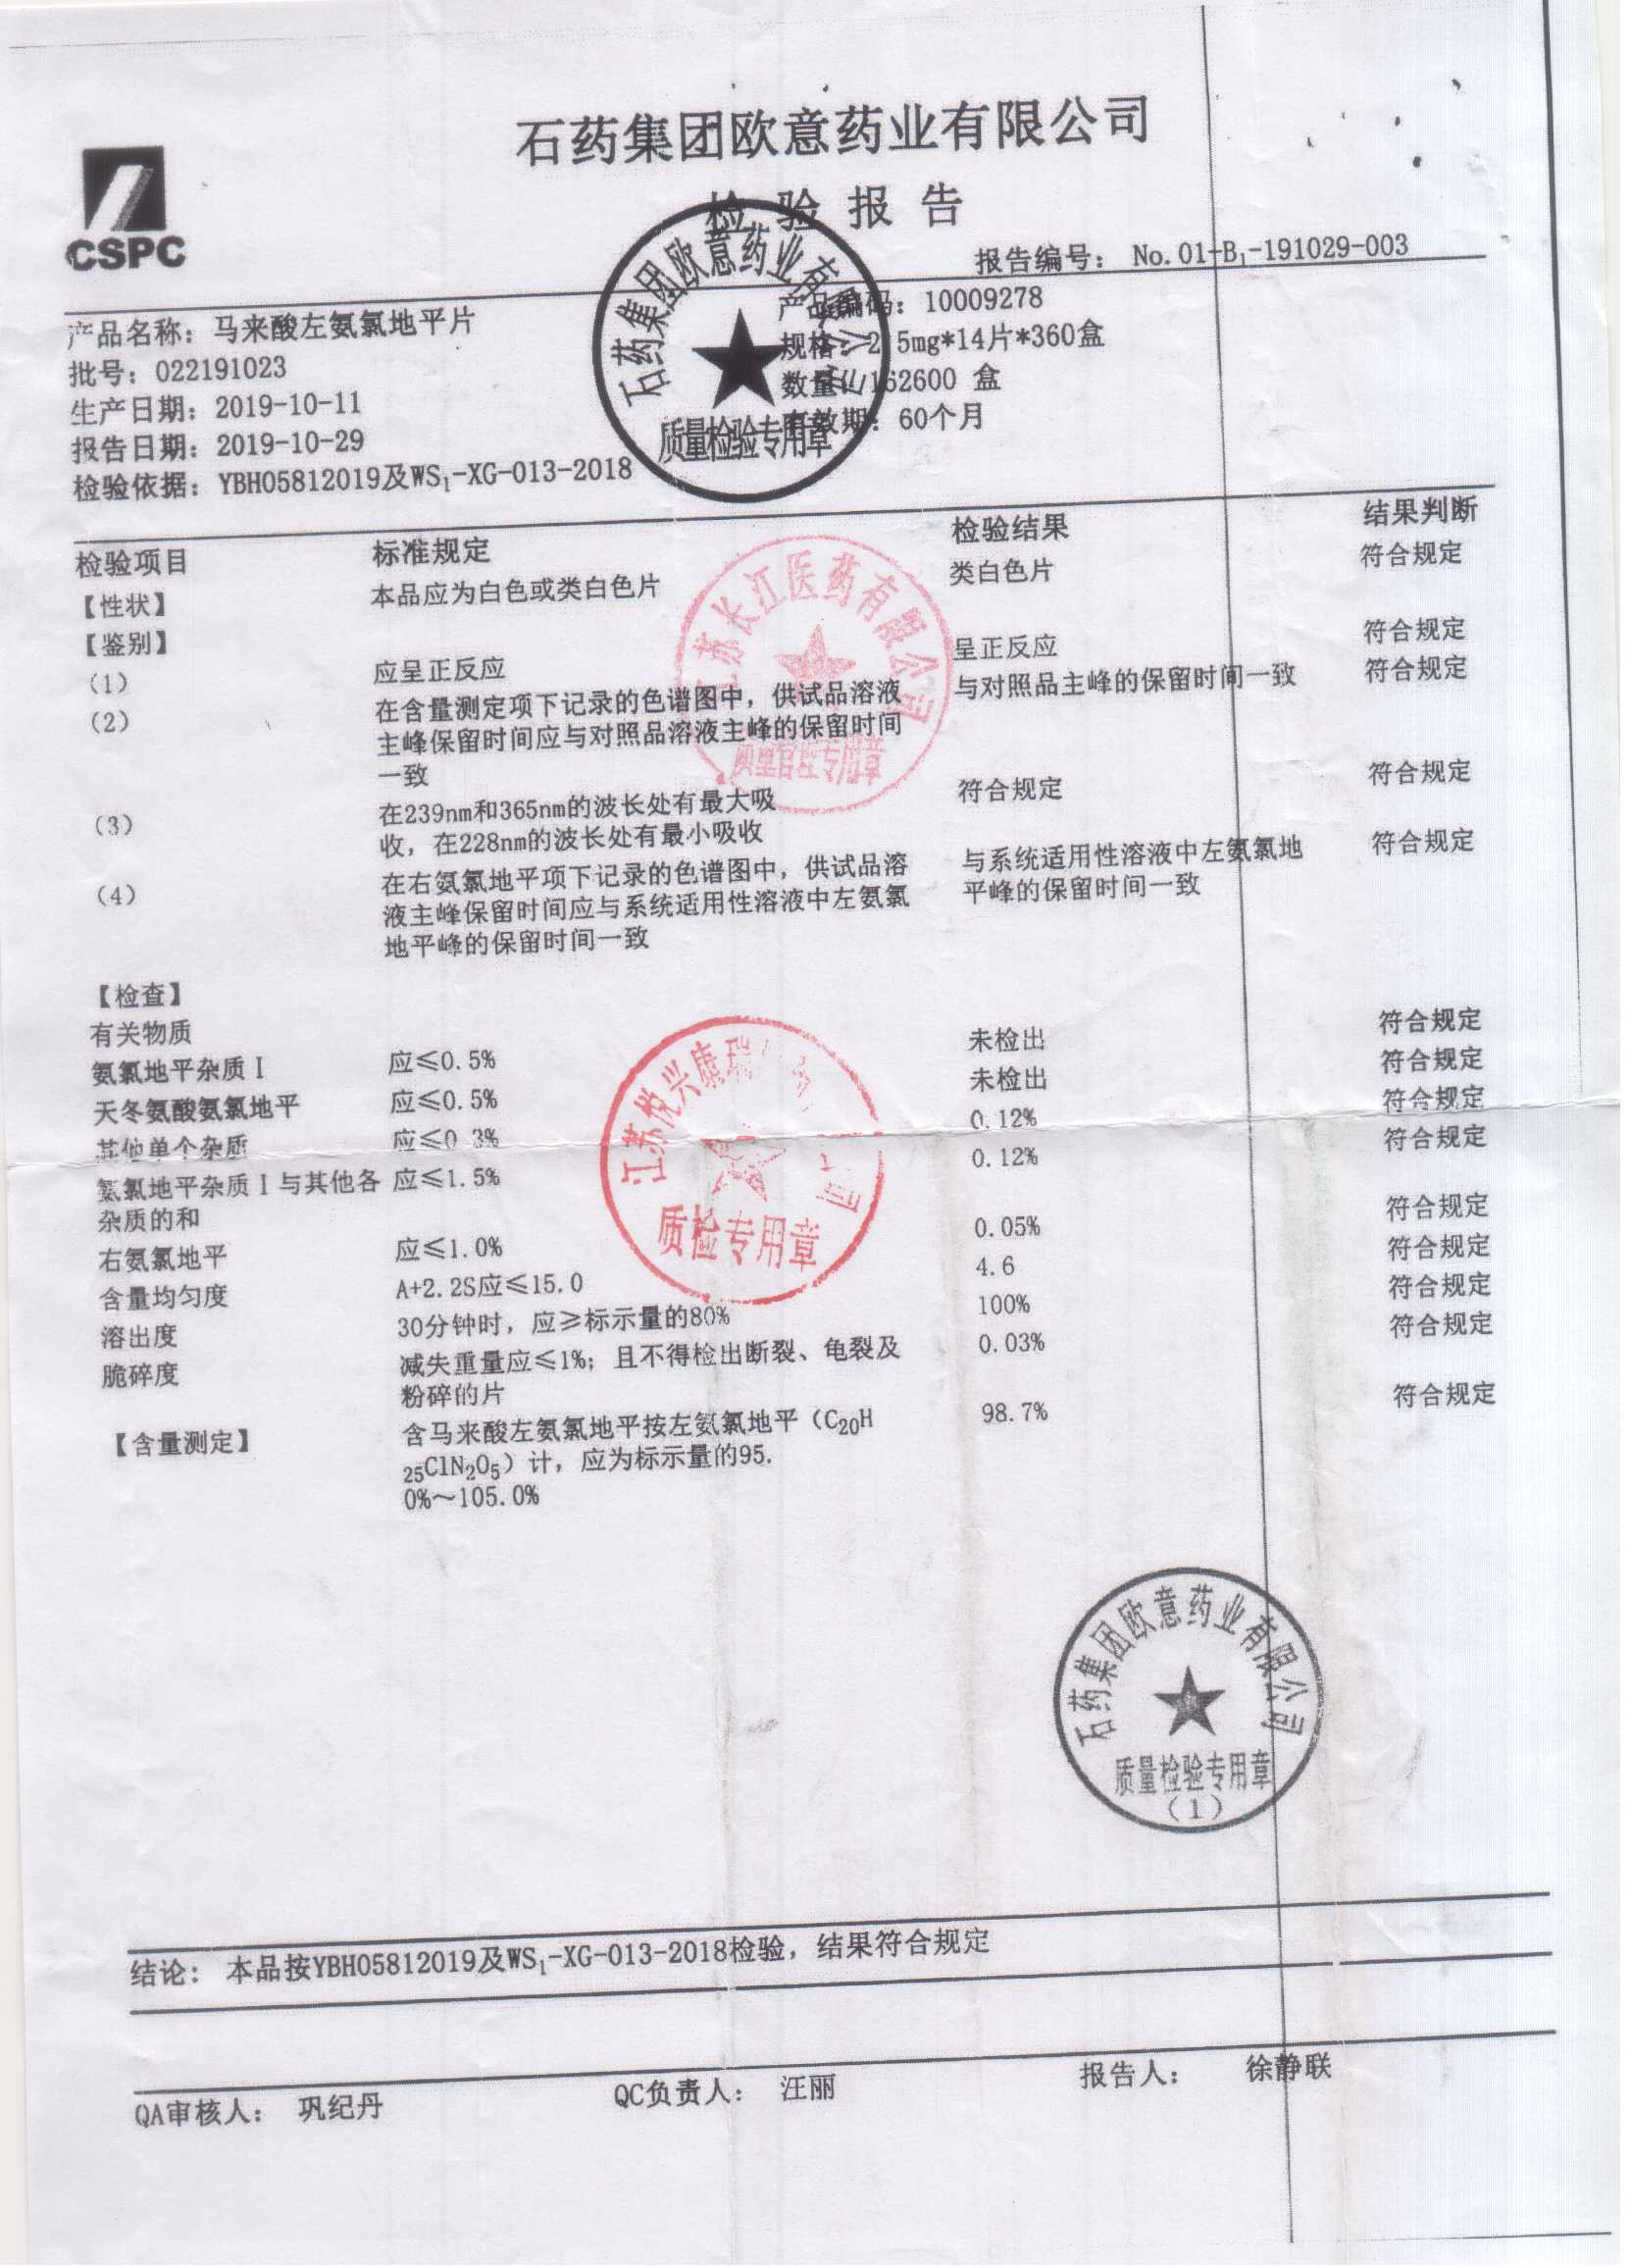 石药集团欧意药业有限公司
检验报告
CSPC
报告编号： No.01-B₁-191029-003
产品名称：马来酸左氨氯地平片
产品编码：10009278
批号：022191023
规格：2.5mg*14片*360盒
生产日期：2019-10-11
数量：162600 盒
报告日期：2019-10-29
有效期：60个月
检验依据：YBH05812019及WS₁-XG-013-2018
石药集团欧意药业有限公司
质量检验专用章
检验项目 标准规定 检验结果 结果判断
【性状】 本品应为白色或类白色片 类白色片 符合规定
【鉴别】
（1） 应呈正反应 呈正反应 符合规定
（2） 在含量测定项下记录的色谱图中，供试品溶液 与对照品主峰的保留时间一致 符合规定
主峰保留时间应与对照品溶液主峰的保留时间
一致
（3） 在239nm和365nm的波长处有最大吸 符合规定 符合规定
收，在228nm的波长处有最小吸收
（4） 在右氨氯地平项下记录的色谱图中，供试品溶 与系统适用性溶液中左氨氯地 符合规定
液主峰保留时间应与系统适用性溶液中左氨氯 平峰的保留时间一致
地平峰的保留时间一致
江苏长江医药有限公司
质量管理专用章
【检查】
有关物质
氨氯地平杂质Ⅰ 应≤0.5% 未检出 符合规定
天冬氨酸氨氯地平 应≤0.5% 未检出 符合规定
其他单个杂质 应≤0.3% 0.12% 符合规定
氨氯地平杂质Ⅰ与其他各 应≤1.5% 0.12% 符合规定
杂质的和
右氨氯地平 应≤1.0% 0.05% 符合规定
含量均匀度 A+2.2S应≤15.0 4.6 符合规定
溶出度 30分钟时，应≥标示量的80% 100% 符合规定
脆碎度 减失重量应≤1%；且不得检出断裂、龟裂及 0.03% 符合规定
粉碎的片
【含量测定】 含马来酸左氨氯地平按左氨氯地平（C₂₀H 98.7% 符合规定
₂₅ClN₂O₅）计，应为标示量的95.
0%～105.0%
江苏悦兴康瑞
司
质检专用章
石药集团欧意药业有限公司
质量检验专用章
（1）
结论： 本品按YBH05812019及WS₁-XG-013-2018检验，结果符合规定
QA审核人： 巩纪丹 QC负责人： 汪丽 报告人： 徐静联